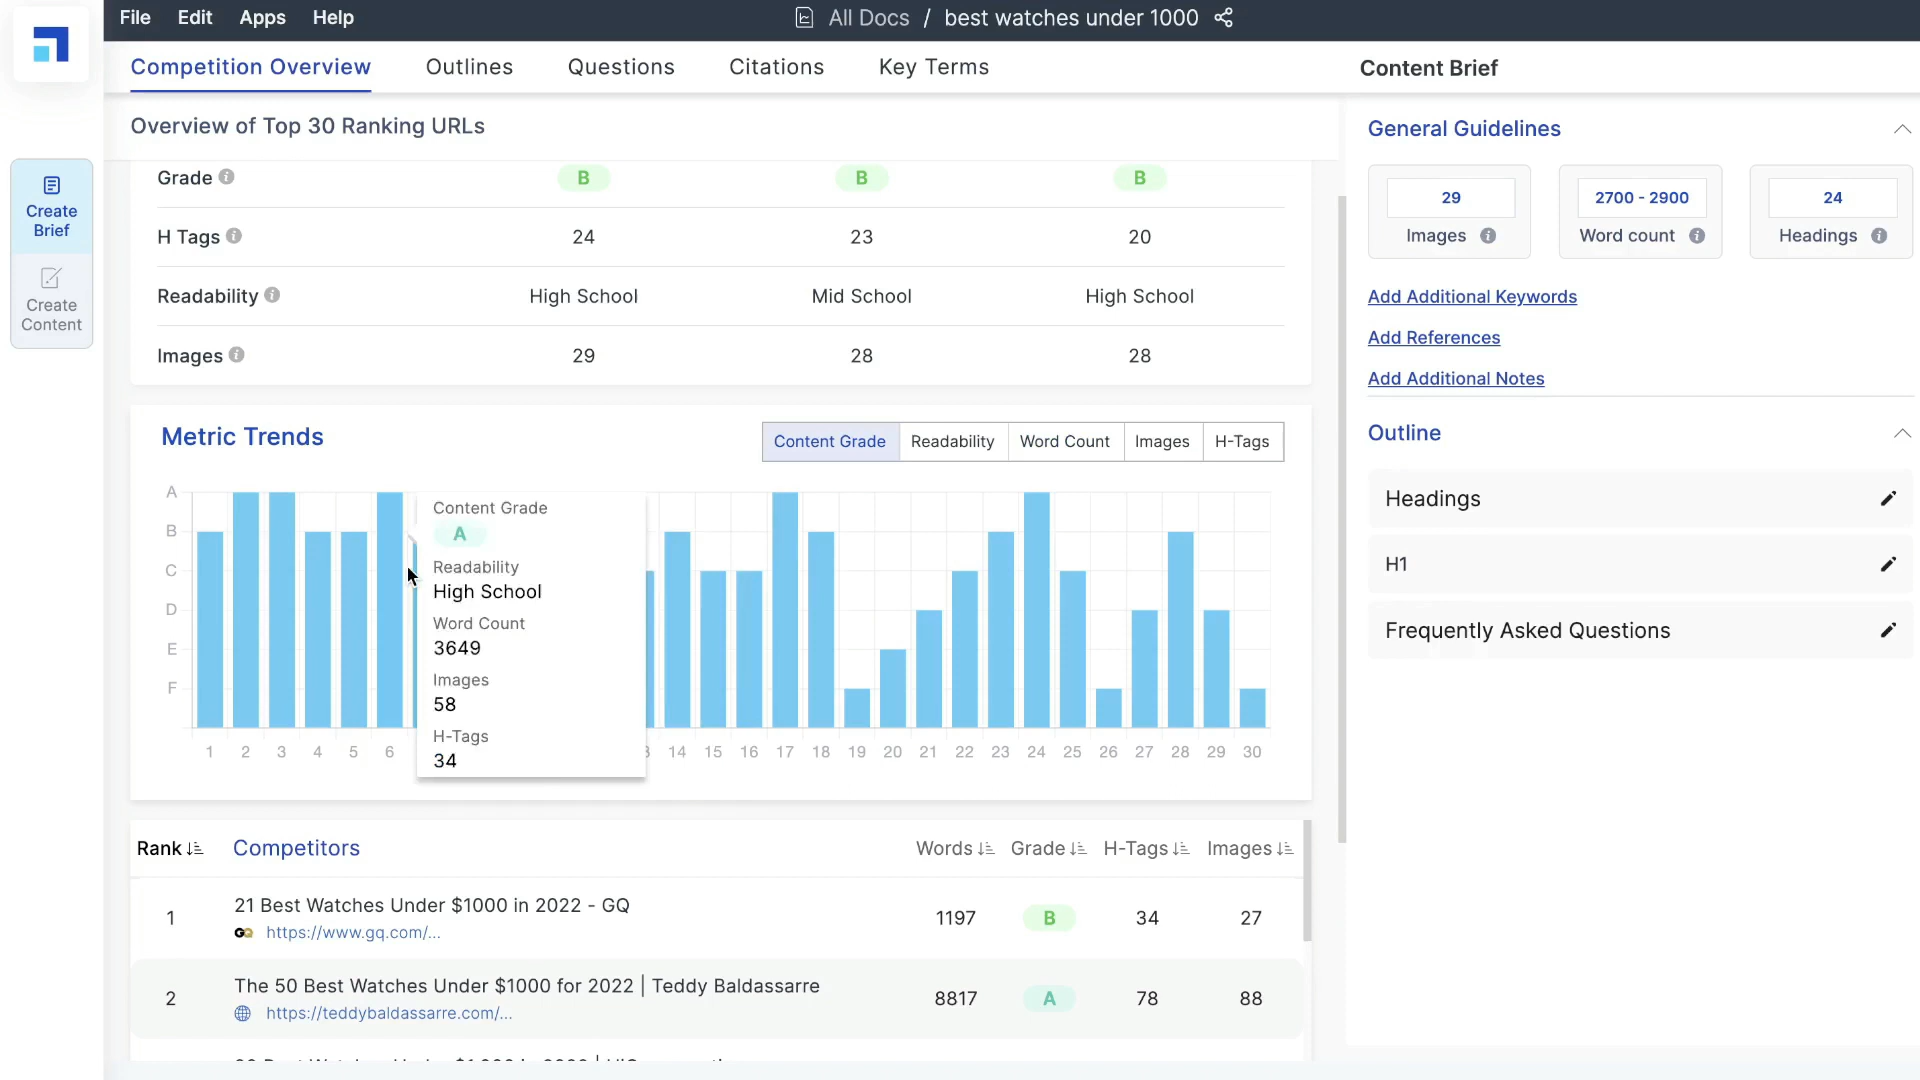 File Edit Apps Help
All Docs / best watches under 1000
Competition Overview Outlines Questions Citations Key Terms
Content Brief
Overview of Top 30 Ranking URLs
Create Brief
Create Content
Grade B B B
H Tags 24 23 20
Readability High School Mid School High School
Images 29 28 28
Metric Trends
Content Grade Readability Word Count Images H-Tags
A
B
C
D
E
F
Content Grade
A
Readability
High School
Word Count
3649
Images
58
H-Tags
34
1 2 3 4 5 6 14 15 16 17 18 19 20 21 22 23 24 25 26 27 28 29 30
Rank Competitors Words Grade H-Tags Images
1 21 Best Watches Under $1000 in 2022 - GQ 1197 B 34 27
GQ https://www.gq.com/...
2 The 50 Best Watches Under $1000 for 2022 | Teddy Baldassarre 8817 A 78 88
https://teddybaldassarre.com/...
General Guidelines
29 2700 - 2900 24
Images Word count Headings
Add Additional Keywords
Add References
Add Additional Notes
Outline
Headings
H1
Frequently Asked Questions